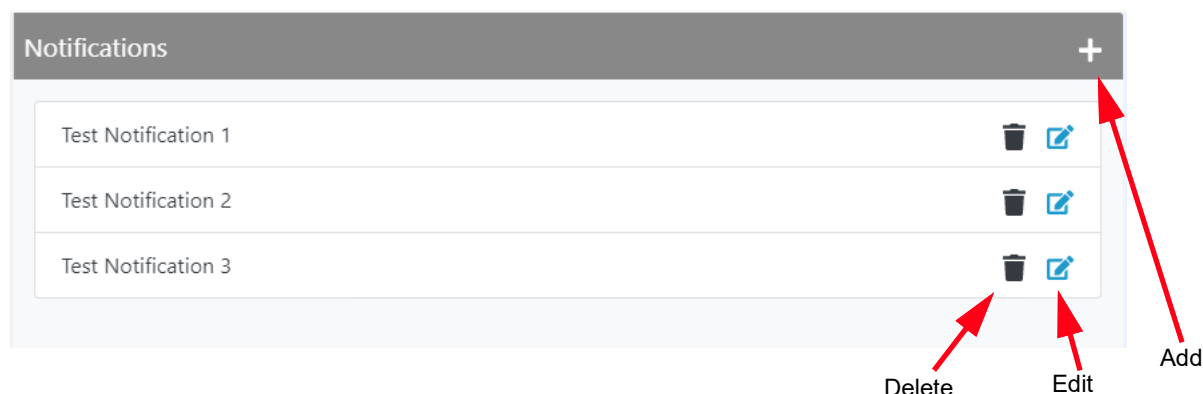 Notifications
Test Notification 1
Test Notification 2
Test Notification 3
Add
Delete
Edit